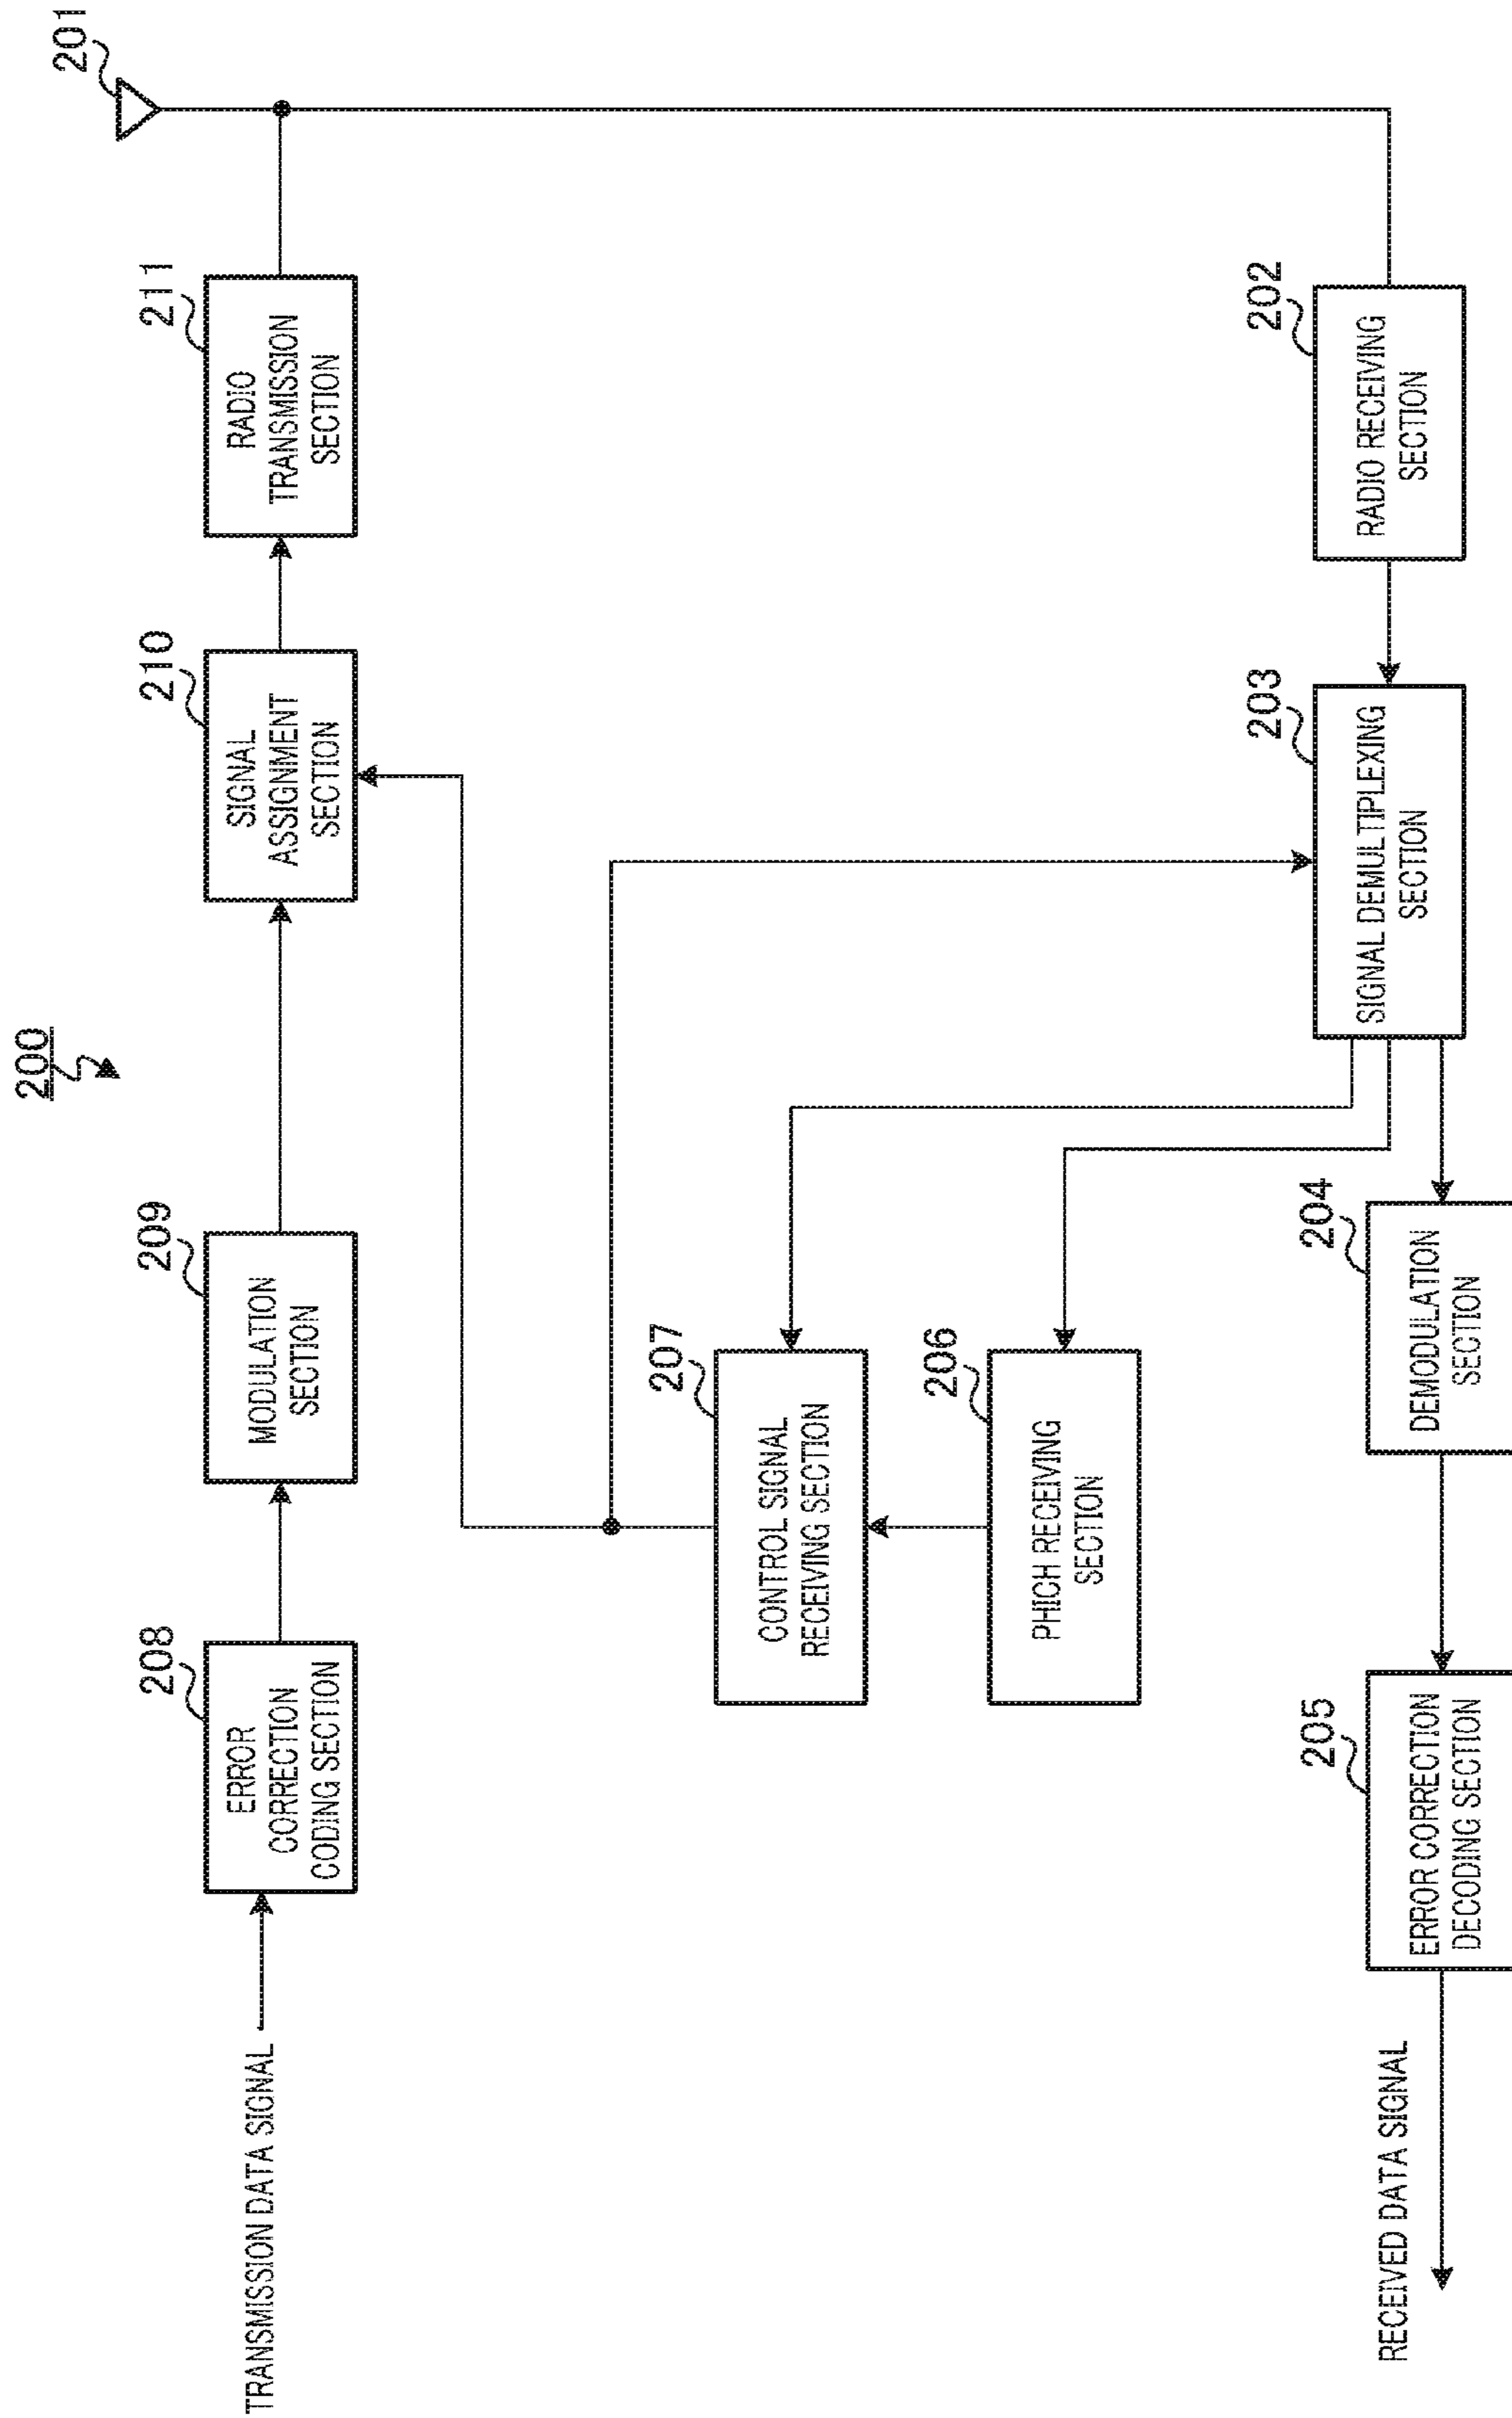 200
201
TRANSMISSION DATA SIGNAL
208
ERROR
CORRECTION
CODING SECTION
209
MODULATION
SECTION
210
SIGNAL
ASSIGNMENT
SECTION
211
RADIO
TRANSMISSION
SECTION
207
CONTROL SIGNAL
RECEIVING SECTION
206
PHICH RECEIVING
SECTION
203
SIGNAL DEMULTIPLEXING
SECTION
202
RADIO RECEIVING
SECTION
205
ERROR CORRECTION
DECODING SECTION
204
DEMODULATION
SECTION
RECEIVED DATA SIGNAL